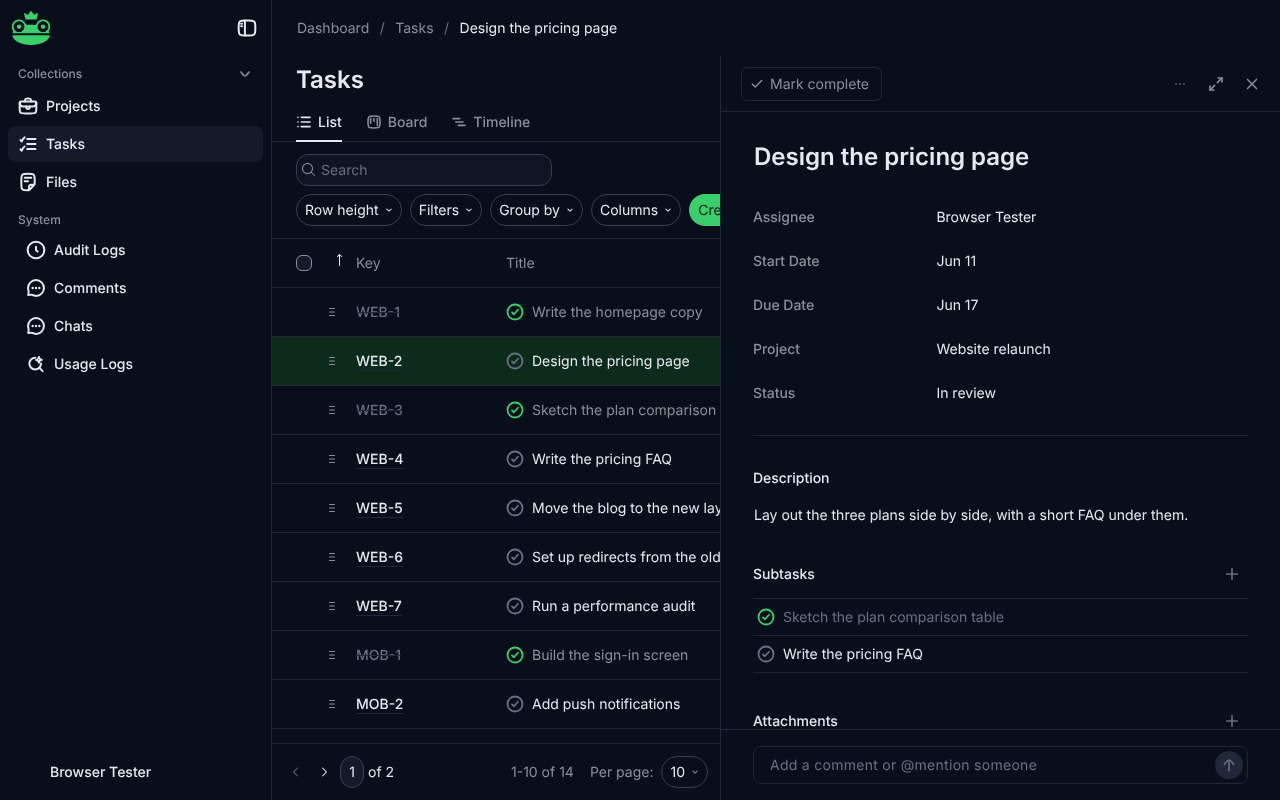 Dashboard / Tasks / Design the pricing page
Collections
Projects
Tasks
Files
System
Audit Logs
Comments
Chats
Usage Logs
Browser Tester
Tasks
List Board Timeline
Search
Row height Filters Group by Columns Cre
Key Title
WEB-1 Write the homepage copy
WEB-2 Design the pricing page
WEB-3 Sketch the plan comparison
WEB-4 Write the pricing FAQ
WEB-5 Move the blog to the new lay
WEB-6 Set up redirects from the old
WEB-7 Run a performance audit
MOB-1 Build the sign-in screen
MOB-2 Add push notifications
1 of 2 1-10 of 14 Per page: 10
Mark complete
Design the pricing page
Assignee Browser Tester
Start Date Jun 11
Due Date Jun 17
Project Website relaunch
Status In review
Description
Lay out the three plans side by side, with a short FAQ under them.
Subtasks
Sketch the plan comparison table
Write the pricing FAQ
Attachments
Add a comment or @mention someone